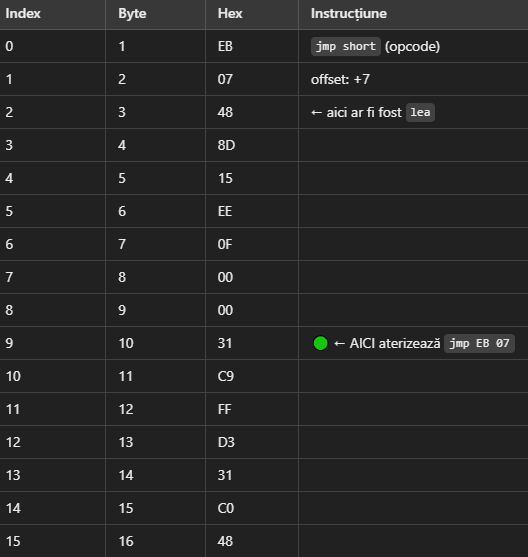 Index Byte Hex Instrucțiune
0 1 EB jmp short (opcode)
1 2 07 offset: +7
2 3 48 ← aici ar fi fost lea
3 4 8D
4 5 15
5 6 EE
6 7 0F
7 8 00
8 9 00
9 10 31 ← AICI aterizează jmp EB 07
10 11 C9
11 12 FF
12 13 D3
13 14 31
14 15 C0
15 16 48